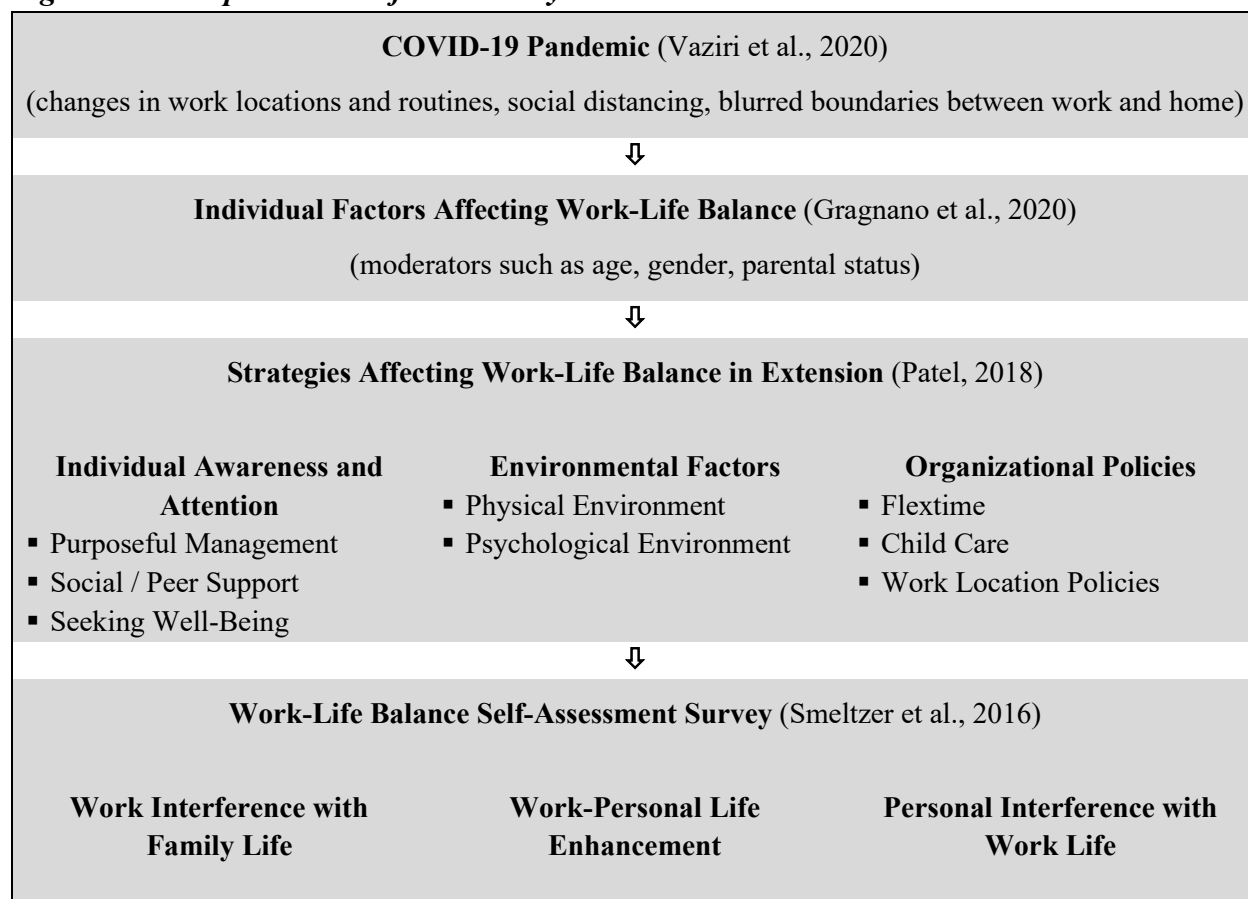 COVID-19 Pandemic (Vaziri et al., 2020)
(changes in work locations and routines, social distancing, blurred boundaries between work and home)
⇩
Individual Factors Affecting Work-Life Balance (Gragnano et al., 2020)
(moderators such as age, gender, parental status)
⇩
Strategies Affecting Work-Life Balance in Extension (Patel, 2018)
Individual Awareness and
Attention
▪ Purposeful Management
▪ Social / Peer Support
▪ Seeking Well-Being
Environmental Factors
▪ Physical Environment
▪ Psychological Environment
Organizational Policies
▪ Flextime
▪ Child Care
▪ Work Location Policies
⇩
Work-Life Balance Self-Assessment Survey (Smeltzer et al., 2016)
Work Interference with
Family Life
Work-Personal Life
Enhancement
Personal Interference with
Work Life